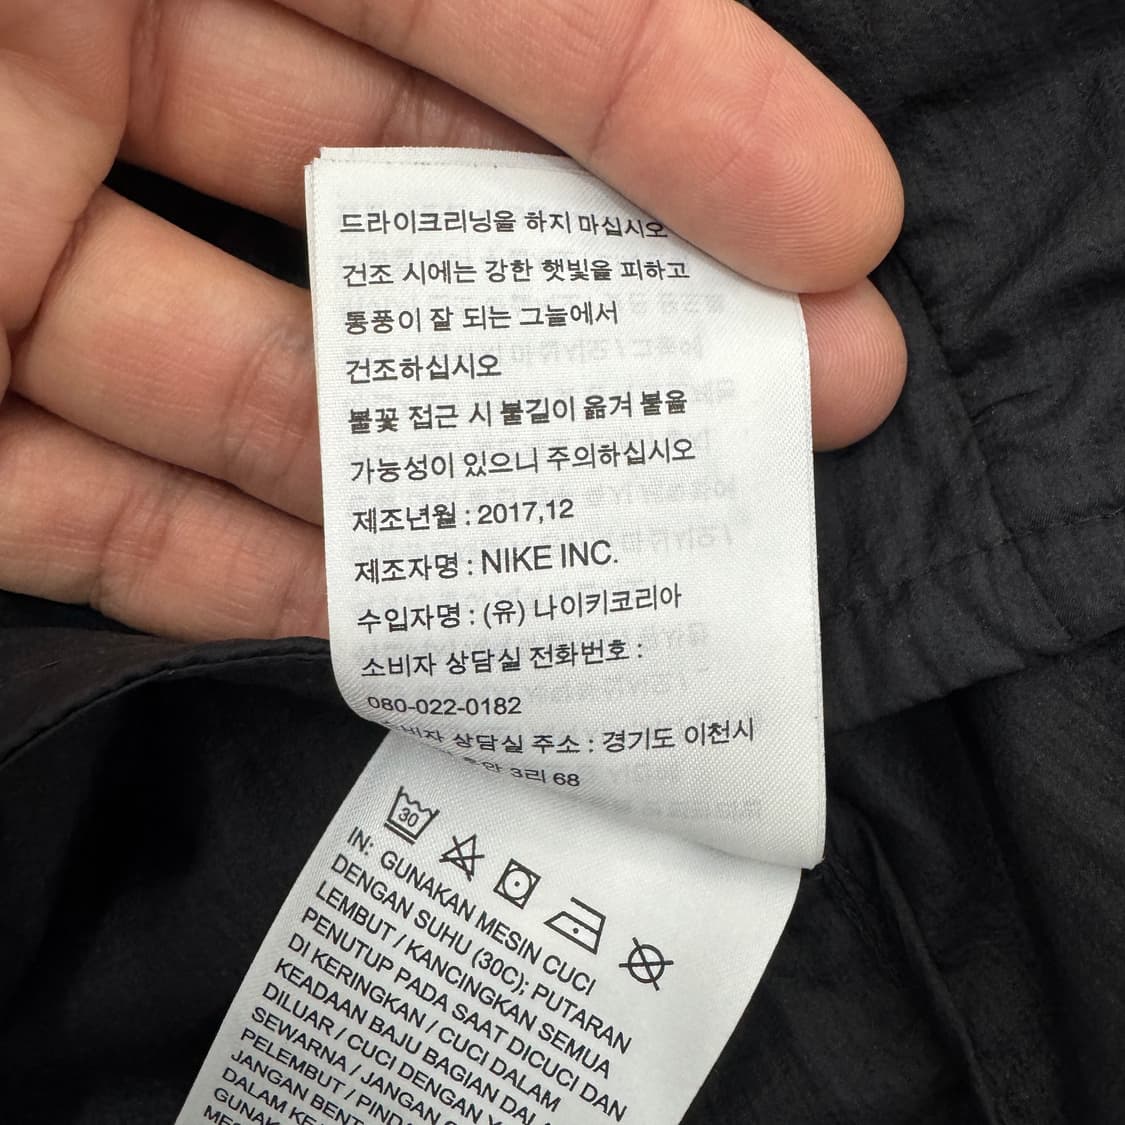 드라이크리닝을 하지 마십시오
건조 시에는 강한 햇빛을 피하고
통풍이 잘 되는 그늘에서
건조하십시오
불꽃 접근 시 불길이 옮겨 붙을
가능성이 있으니 주의하십시오
제조년월 : 2017,12
제조자명 : NIKE INC.
수입자명 : (유) 나이키코리아
소비자 상담실 전화번호 :
080-022-0182
상담실 주소 : 경기도 이천시
3리 68
30
IN: GUNAKAN MESIN CUCI
DENGAN SUHU (30C); PUTARAN
LEMBUT / KANCINGKAN SEMUA
PENUTUP PADA SAAT DICUCI DAN
DI KERINGKAN / CUCI DALAM
KEADAAN BAJU BAGIAN
DILUAR / CUCI DENGAN
SEWARNA / JANGAN
PELEMBUT /
JANGAN
DALAM